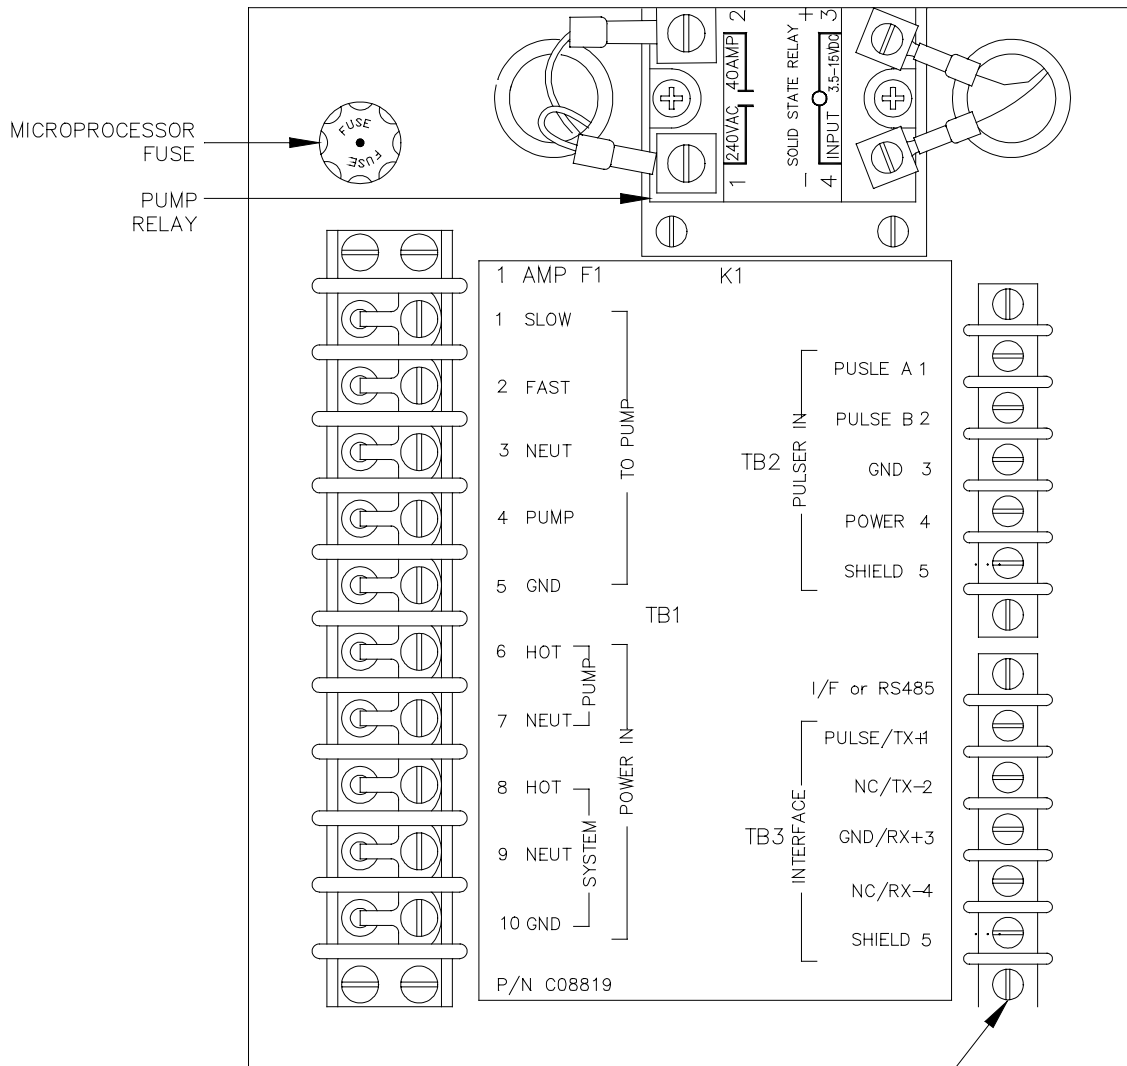 MICROPROCESSOR
FUSE
FUSE
FUSE
PUMP
RELAY
2
1
240VAC 40AMP
SOLID STATE RELAY
+ 3
- 4
INPUT 3.5-15VDC
1 AMP F1 K1
1 SLOW
2 FAST
3 NEUT
4 PUMP
5 GND
TO PUMP
TB1
6 HOT
7 NEUT
PUMP
8 HOT
9 NEUT
10 GND
SYSTEM
POWER IN
P/N C08819
TB2
PULSER IN
PUSLE A 1
PULSE B 2
GND 3
POWER 4
SHIELD 5
I/F or RS485
TB3
INTERFACE
PULSE/TX+1
NC/TX-2
GND/RX+3
NC/RX-4
SHIELD 5